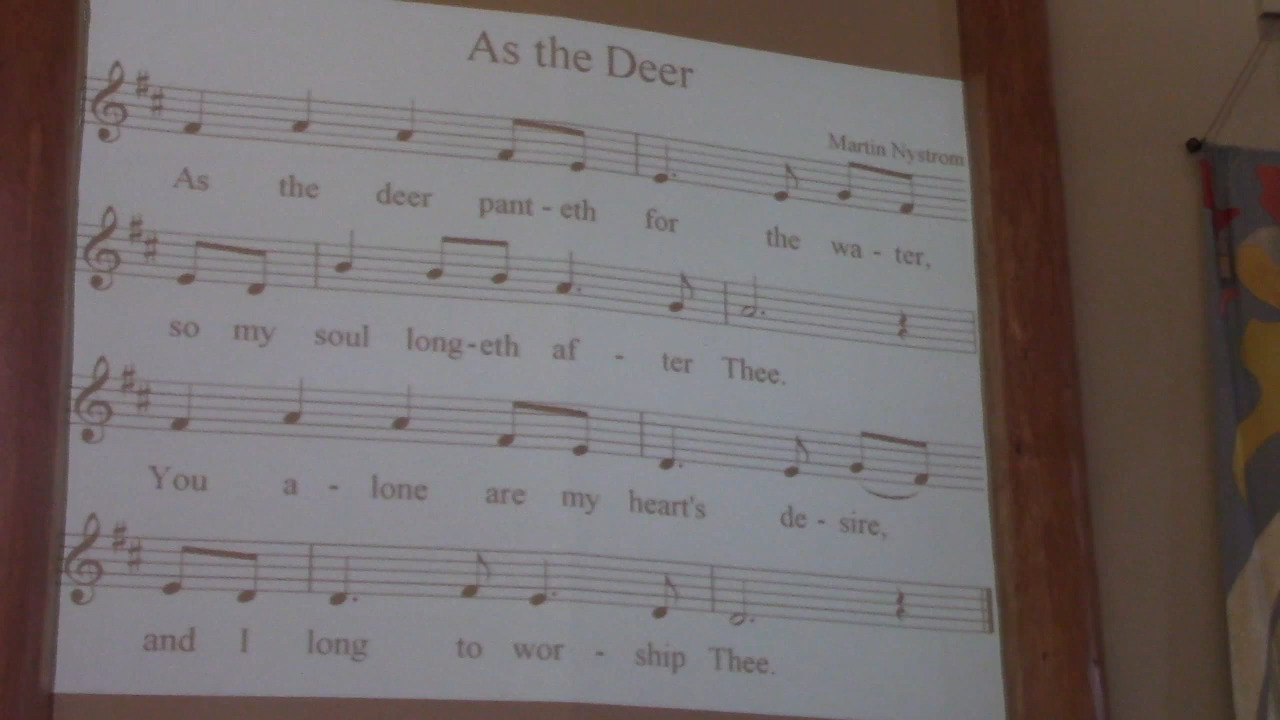 As the Deer
Martin Nystrom
As the deer pant - eth for the wa - ter,
so my soul long-eth af - ter Thee.
You a - lone are my heart's de - sire,
and I long to wor - ship Thee.